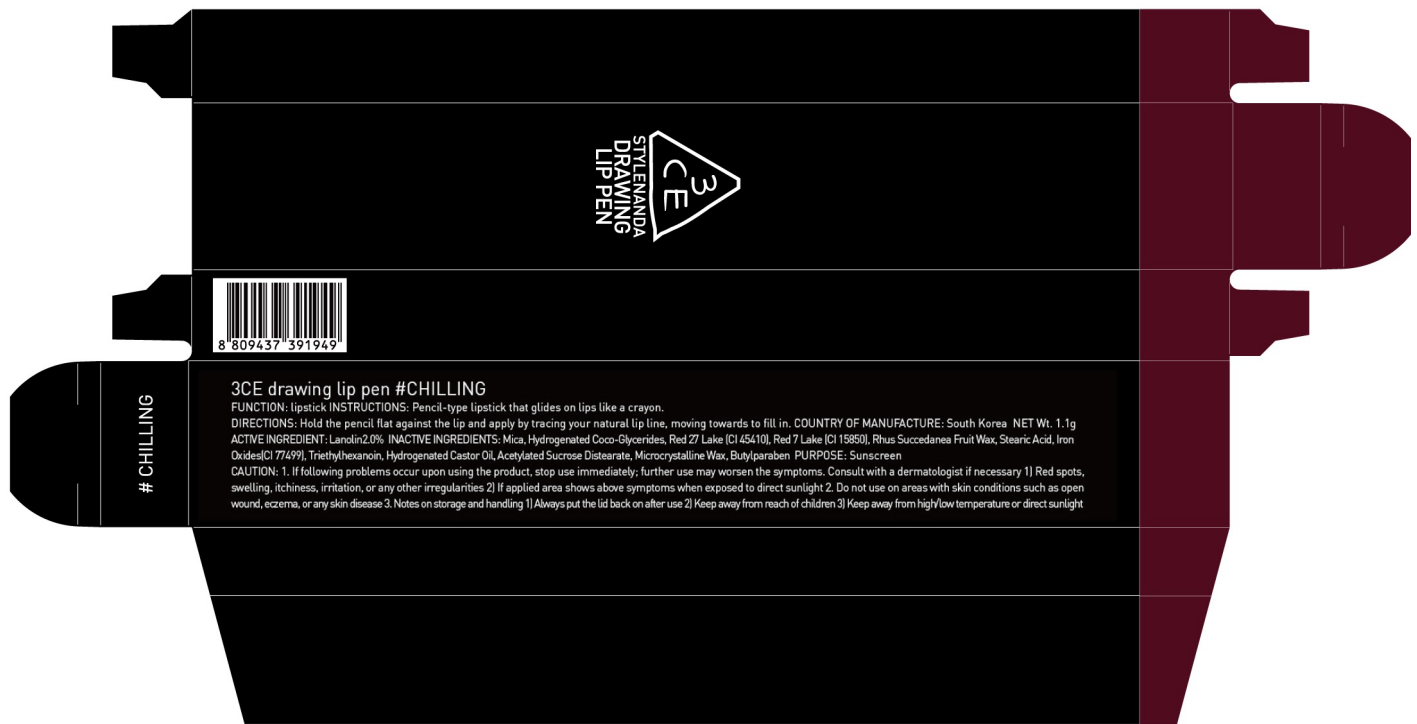 3
CE
STYLENANDA
DRAWING
LIP PEN
8 809437 391949
# CHILLING
3CE drawing lip pen #CHILLING
FUNCTION: lipstick INSTRUCTIONS: Pencil-type lipstick that glides on lips like a crayon.
DIRECTIONS: Hold the pencil flat against the lip and apply by tracing your natural lip line, moving towards to fill in. COUNTRY OF MANUFACTURE: South Korea NET Wt. 1.1g
ACTIVE INGREDIENT: Lanolin2.0% INACTIVE INGREDIENTS: Mica, Hydrogenated Coco-Glycerides, Red 27 Lake (CI 45410), Red 7 Lake (CI 15850), Rhus Succedanea Fruit Wax, Stearic Acid, Iron
Oxides(CI 77499), Triethylhexanoin, Hydrogenated Castor Oil, Acetylated Sucrose Distearate, Microcrystalline Wax, Butylparaben PURPOSE: Sunscreen
CAUTION: 1. If following problems occur upon using the product, stop use immediately; further use may worsen the symptoms. Consult with a dermatologist if necessary 1) Red spots,
swelling, itchiness, irritation, or any other irregularities 2) If applied area shows above symptoms when exposed to direct sunlight 2. Do not use on areas with skin conditions such as open
wound, eczema, or any skin disease 3. Notes on storage and handling 1) Always put the lid back on after use 2) Keep away from reach of children 3) Keep away from high/low temperature or direct sunlight